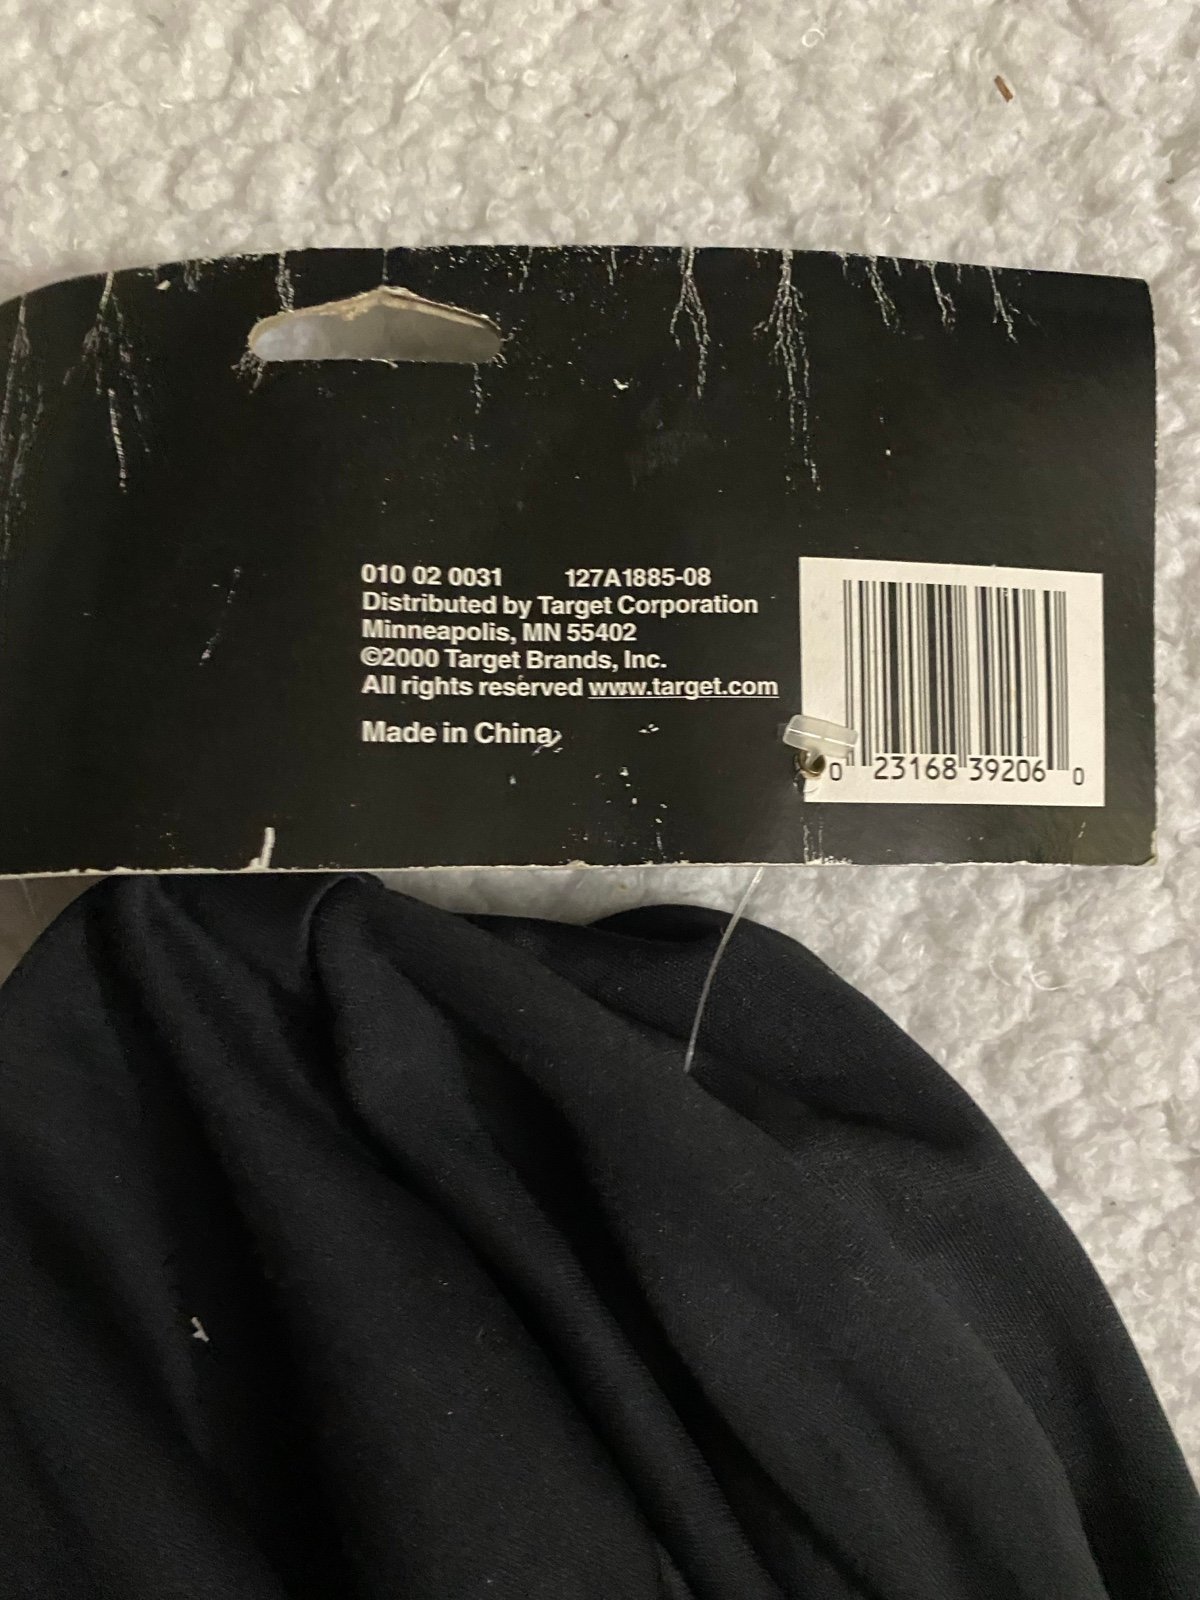 010 02 0031 127A1885-08
Distributed by Target Corporation
Minneapolis, MN 55402
©2000 Target Brands, Inc.
All rights reserved www.target.com
Made in China
0 23168 39206 0